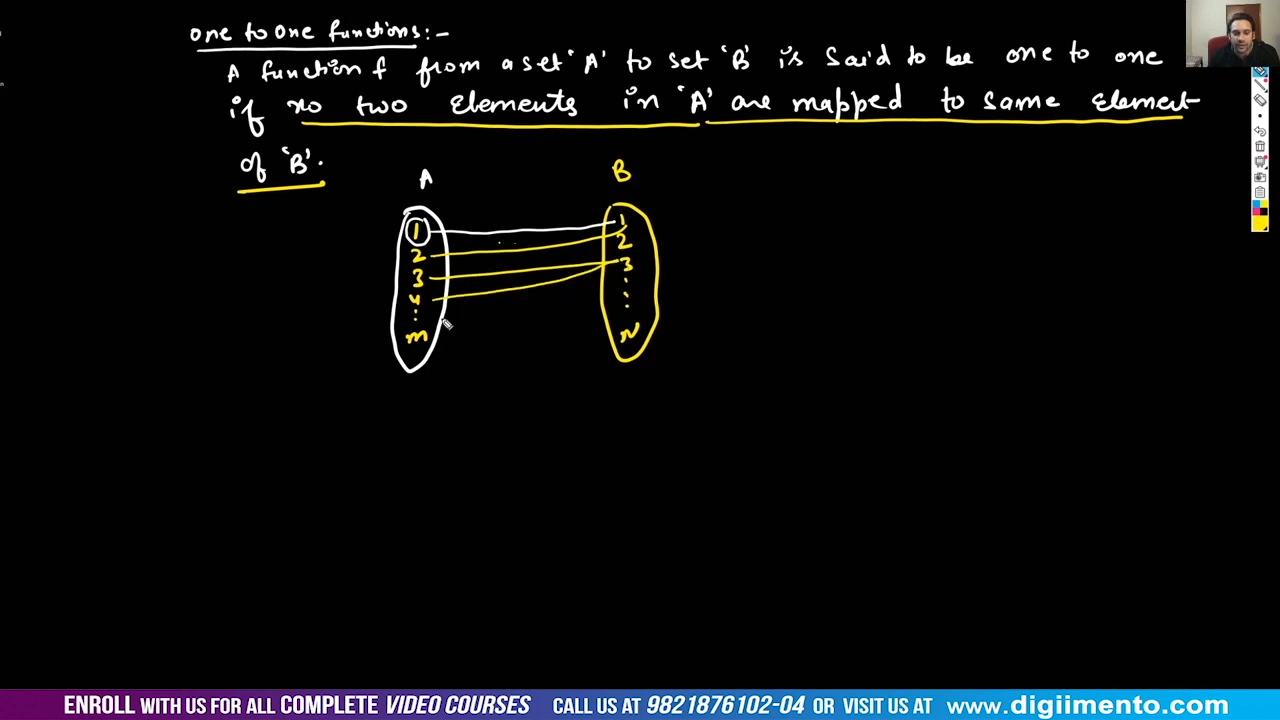 one to one functions:-
A function f from a set 'A' to set 'B' is said to be one to one
if no two Elements in 'A' are mapped to same Element
of 'B'.
A B
1 1
2 2
3 3
4
m N
ENROLL WITH US FOR ALL COMPLETE VIDEO COURSES CALL US AT 9821876102-04 OR VISIT US AT www.digiimento.com